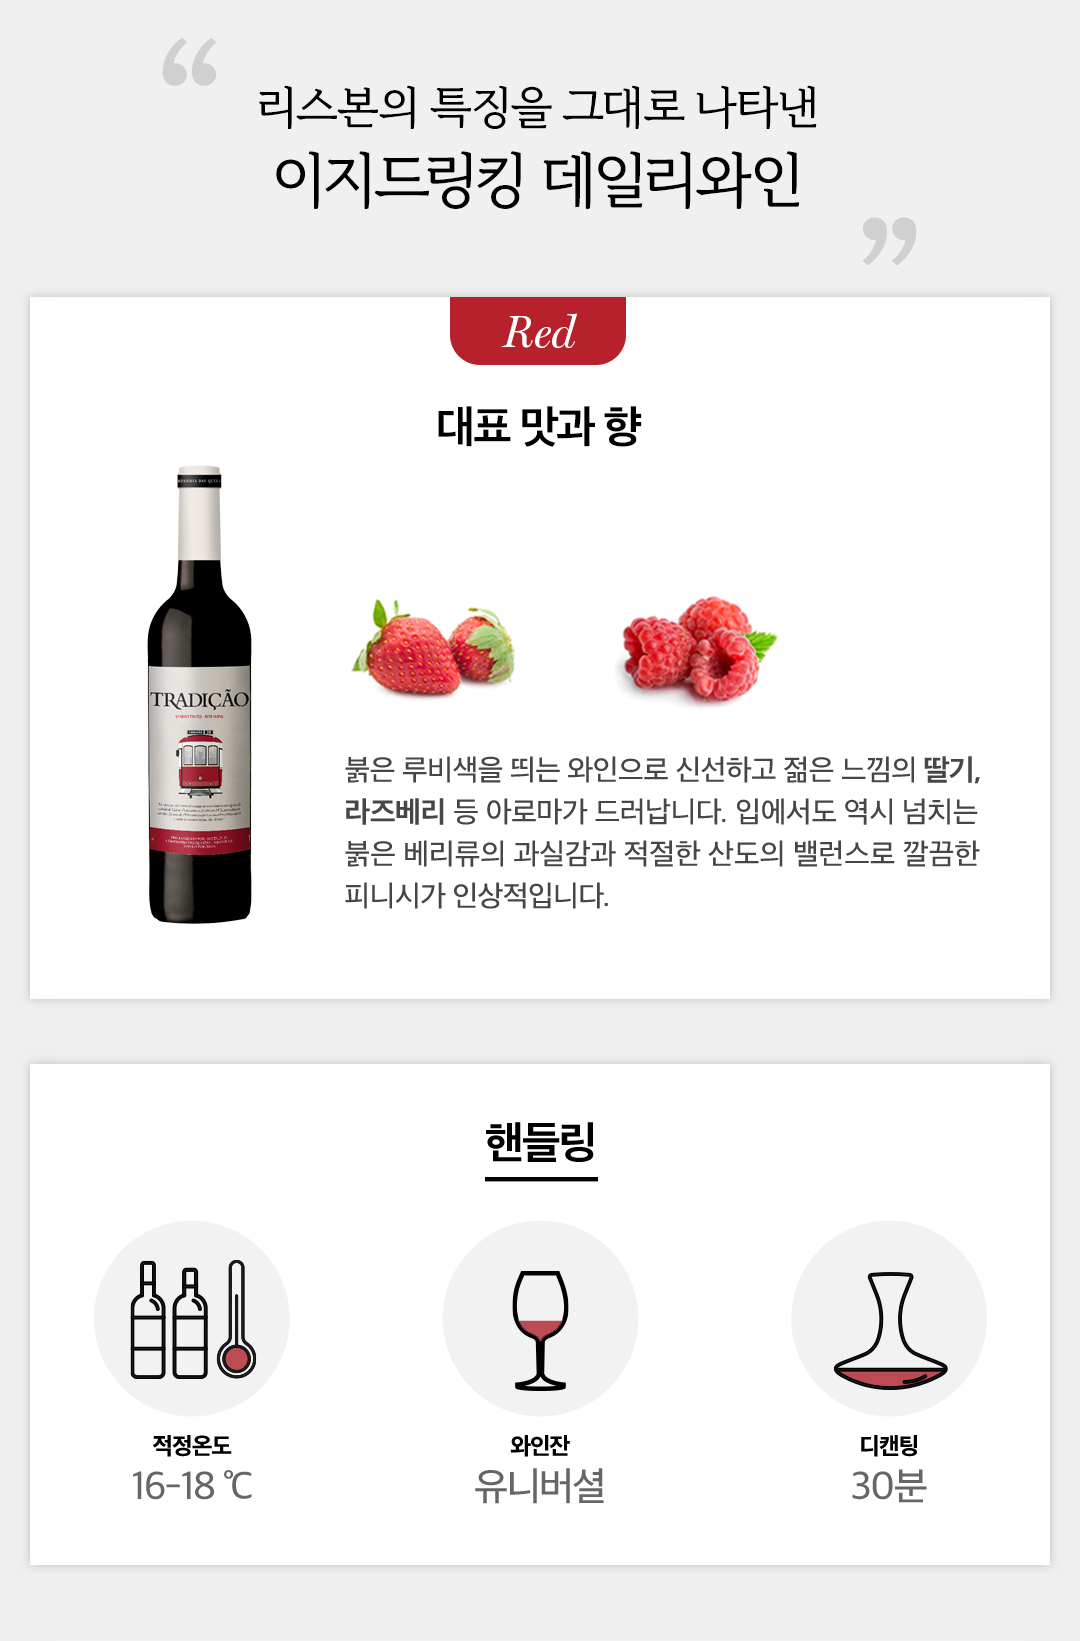 “
리스본의 특징을 그대로 나타낸
이지드링킹 데일리와인
”
Red
대표 맛과 향
TRADIÇÃO
붉은 루비색을 띄는 와인으로 신선하고 젊은 느낌의 딸기,
라즈베리 등 아로마가 드러납니다. 입에서도 역시 넘치는
붉은 베리류의 과실감과 적절한 산도의 밸런스로 깔끔한
피니시가 인상적입니다.
핸들링
적정온도
16-18 ℃
와인잔
유니버셜
디캔팅
30분